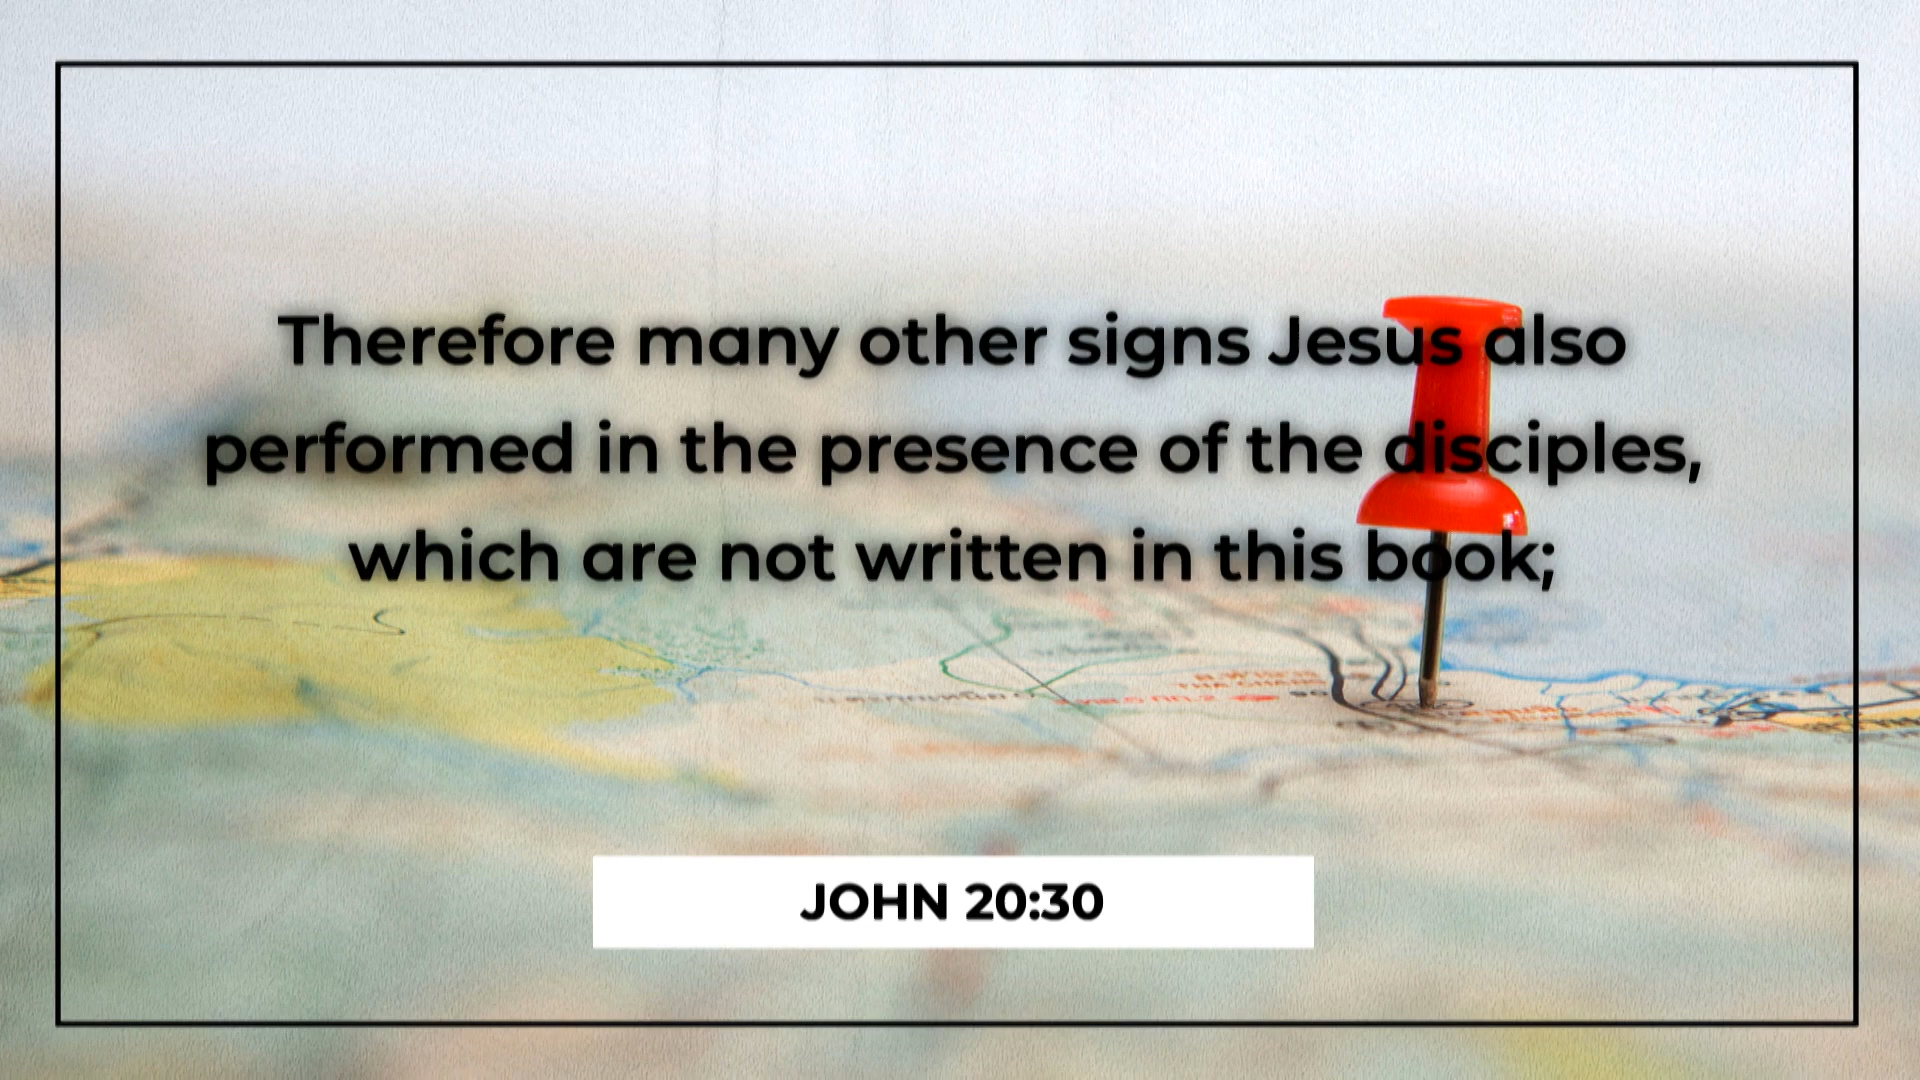 Therefore many other signs Jesus also
performed in the presence of the disciples,
which are not written in this book;
JOHN 20:30